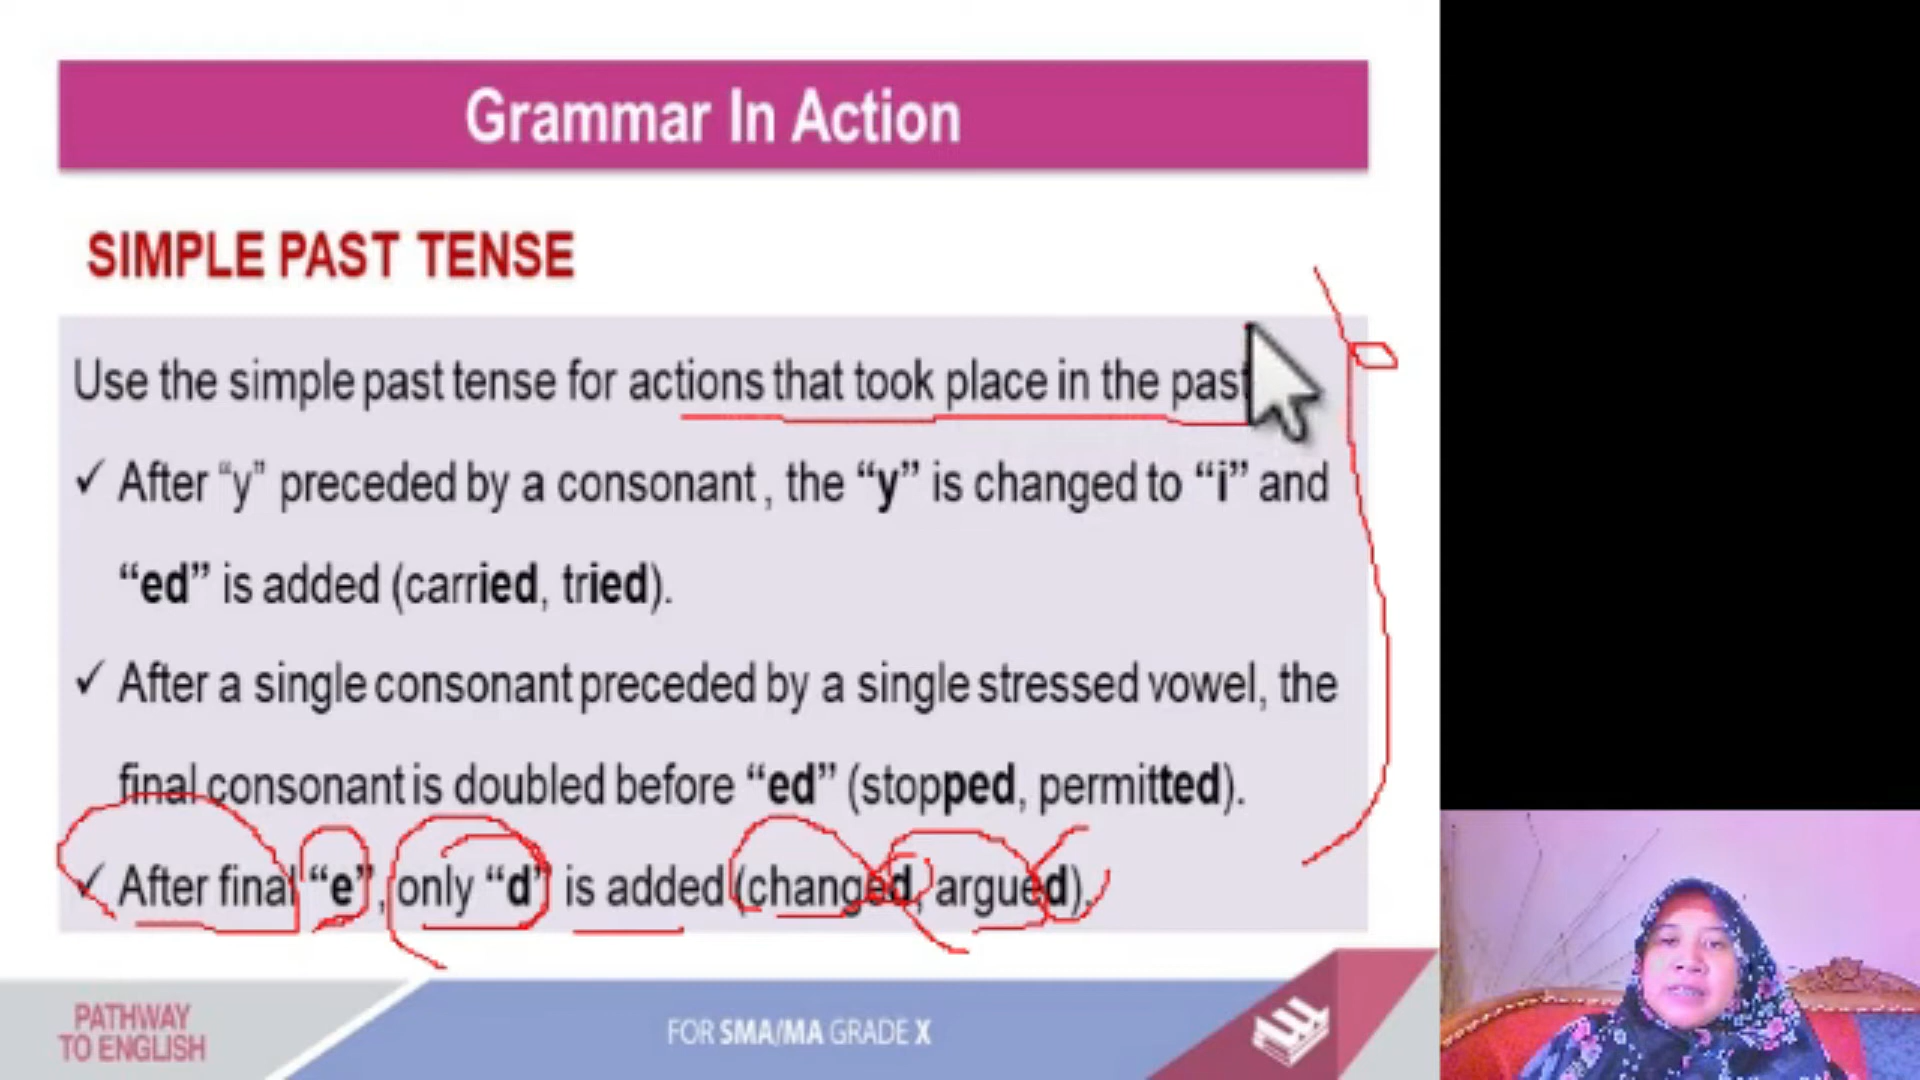 Grammar In Action
SIMPLE PAST TENSE
Use the simple past tense for actions that took place in the past
✓ After “y” preceded by a consonant , the “y” is changed to “i” and
“ed” is added (carried, tried).
✓ After a single consonant preceded by a single stressed vowel, the
final consonant is doubled before “ed” (stopped, permitted).
✓ After final “e” , only “d” is added (changed, argued).
PATHWAY
TO ENGLISH
FOR SMA/MA GRADE X